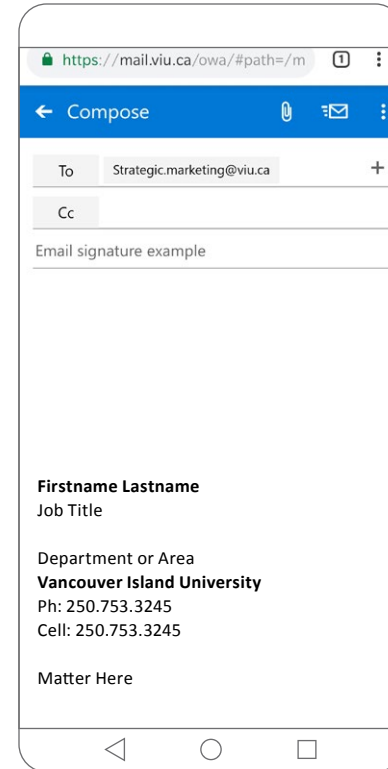 https://mail.viu.ca/owa/#path=/m 1
Compose
To Strategic.marketing@viu.ca +
Cc
Email signature example
Firstname Lastname
Job Title
Department or Area
Vancouver Island University
Ph: 250.753.3245
Cell: 250.753.3245
Matter Here